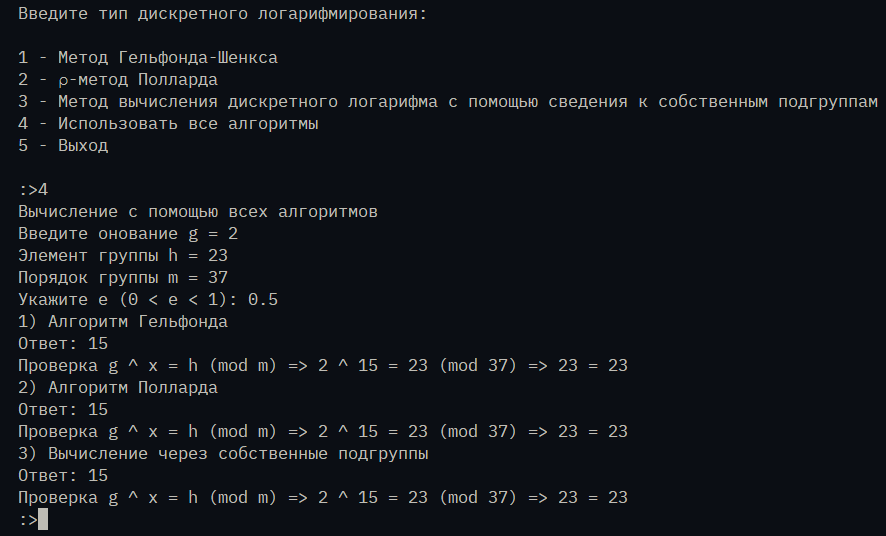 Введите тип дискретного логарифмирования:
1 - Метод Гельфонда-Шенкса
2 - ρ-метод Полларда
3 - Метод вычисления дискретного логарифма с помощью сведения к собственным подгруппам
4 - Использовать все алгоритмы
5 - Выход
:>4
Вычисление с помощью всех алгоритмов
Введите онование g = 2
Элемент группы h = 23
Порядок группы m = 37
Укажите e (0 < e < 1): 0.5
1) Алгоритм Гельфонда
Ответ: 15
Проверка g ^ x = h (mod m) => 2 ^ 15 = 23 (mod 37) => 23 = 23
2) Алгоритм Полларда
Ответ: 15
Проверка g ^ x = h (mod m) => 2 ^ 15 = 23 (mod 37) => 23 = 23
3) Вычисление через собственные подгруппы
Ответ: 15
Проверка g ^ x = h (mod m) => 2 ^ 15 = 23 (mod 37) => 23 = 23
:>